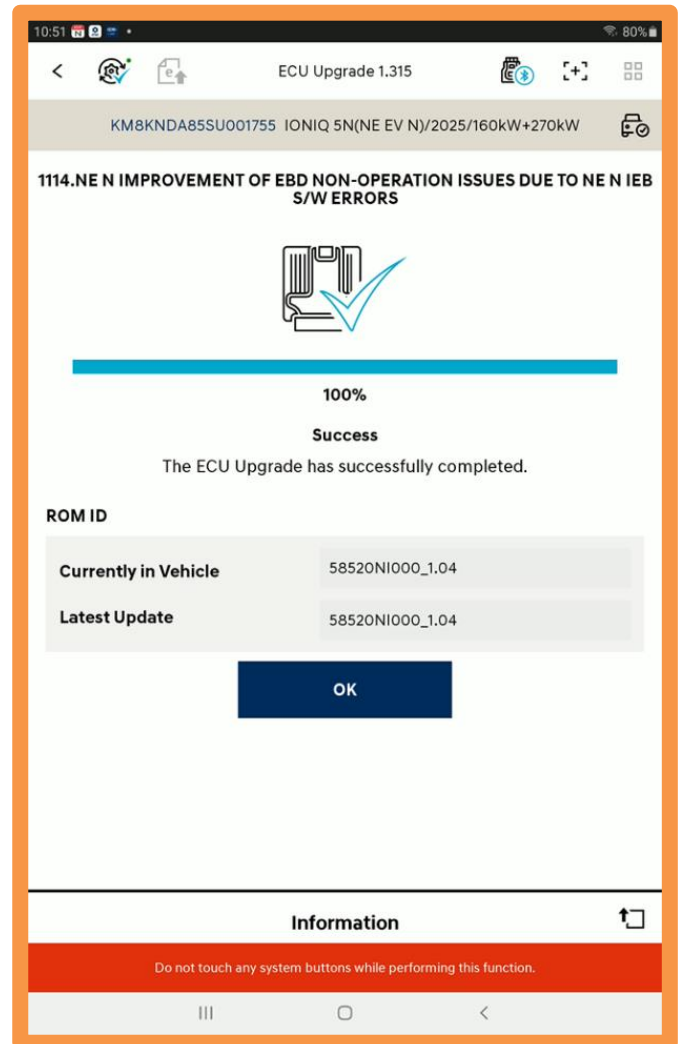 10:51
80%
ECU Upgrade 1.315
KM8KNDA85SU001755 IONIQ 5N(NE EV N)/2025/160kW+270kW
1114.NE N IMPROVEMENT OF EBD NON-OPERATION ISSUES DUE TO NE N IEB
S/W ERRORS
100%
Success
The ECU Upgrade has successfully completed.
ROM ID
Currently in Vehicle 58520NI000_1.04
Latest Update 58520NI000_1.04
OK
Information
Do not touch any system buttons while performing this function.